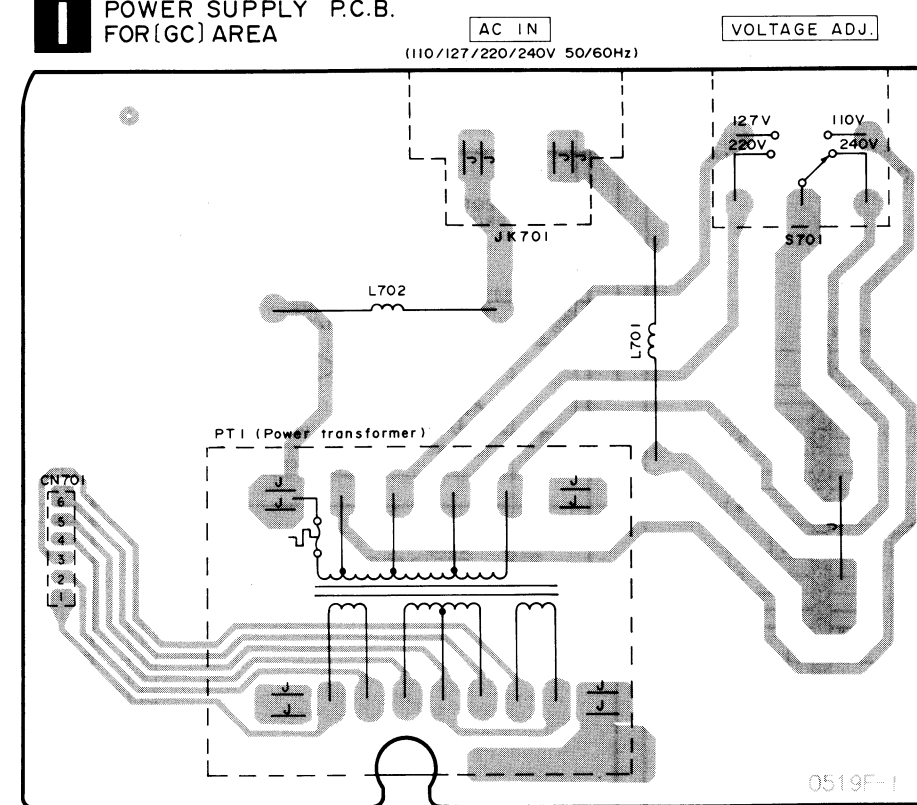 1
POWER SUPPLY P.C.B.
FOR[GC] AREA
AC IN
(110/127/220/240V 50/60Hz)
VOLTAGE ADJ.
127V
110V
220V
240V
JK701
S701
L702
L701
PT1 (Power transformer)
CN701
6
5
4
3
2
1
J
J
J
J
J
J
J
J
0519F-1